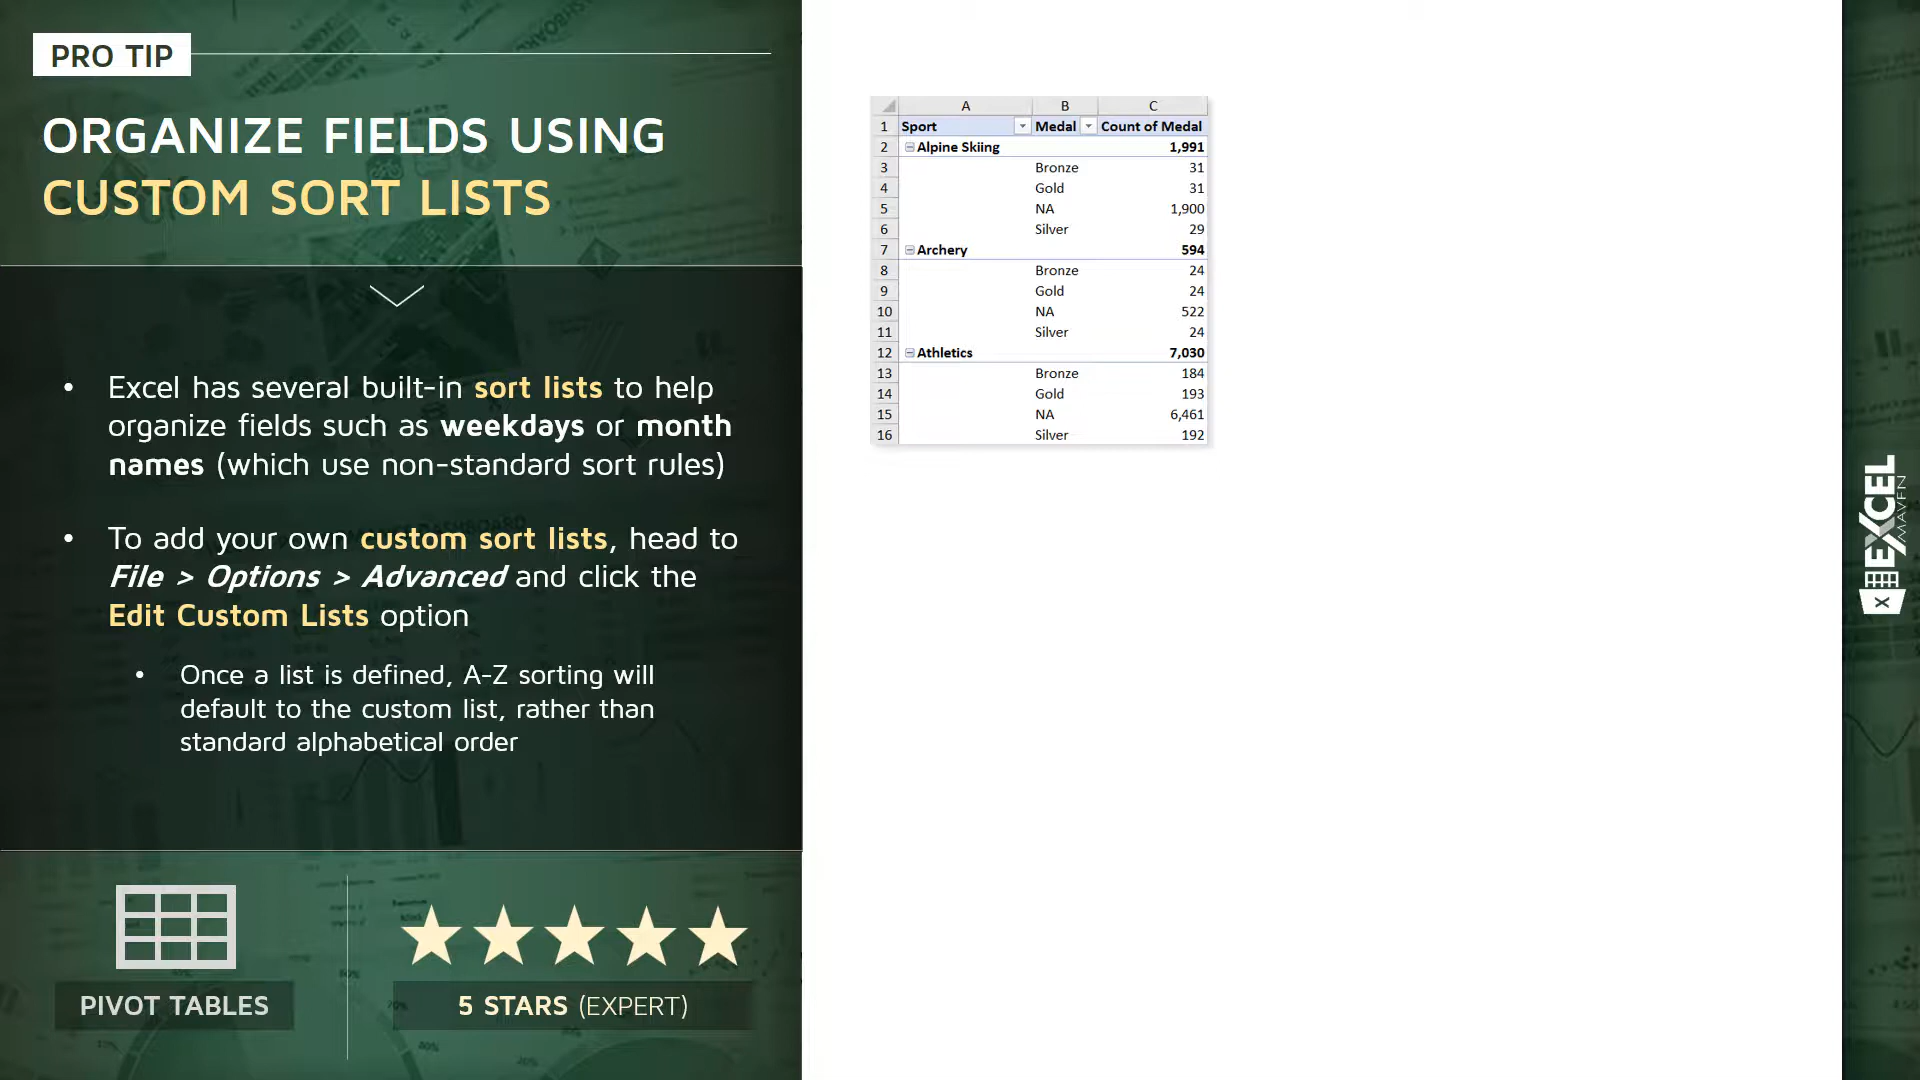 PRO TIP
ORGANIZE FIELDS USING
CUSTOM SORT LISTS
• Excel has several built-in sort lists to help
organize fields such as weekdays or month
names (which use non-standard sort rules)
• To add your own custom sort lists, head to
File > Options > Advanced and click the
Edit Custom Lists option
• Once a list is defined, A-Z sorting will
default to the custom list, rather than
standard alphabetical order
PIVOT TABLES
5 STARS (EXPERT)
A B C
1 Sport Medal Count of Medal
2 Alpine Skiing 1,991
3 Bronze 31
4 Gold 31
5 NA 1,900
6 Silver 29
7 Archery 594
8 Bronze 24
9 Gold 24
10 NA 522
11 Silver 24
12 Athletics 7,030
13 Bronze 184
14 Gold 193
15 NA 6,461
16 Silver 192
EXCEL
MAVEN
X